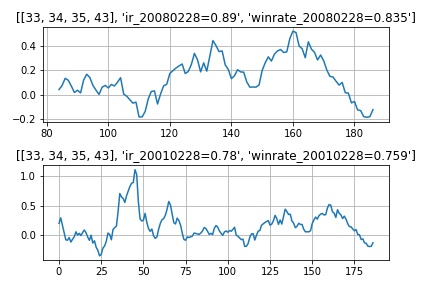 [[33, 34, 35, 43], 'ir_20080228=0.89', 'winrate_20080228=0.835']
0.4
0.2
0.0
−0.2
80 100 120 140 160 180
[[33, 34, 35, 43], 'ir_20010228=0.78', 'winrate_20010228=0.759']
1.0
0.5
0.0
0 25 50 75 100 125 150 175